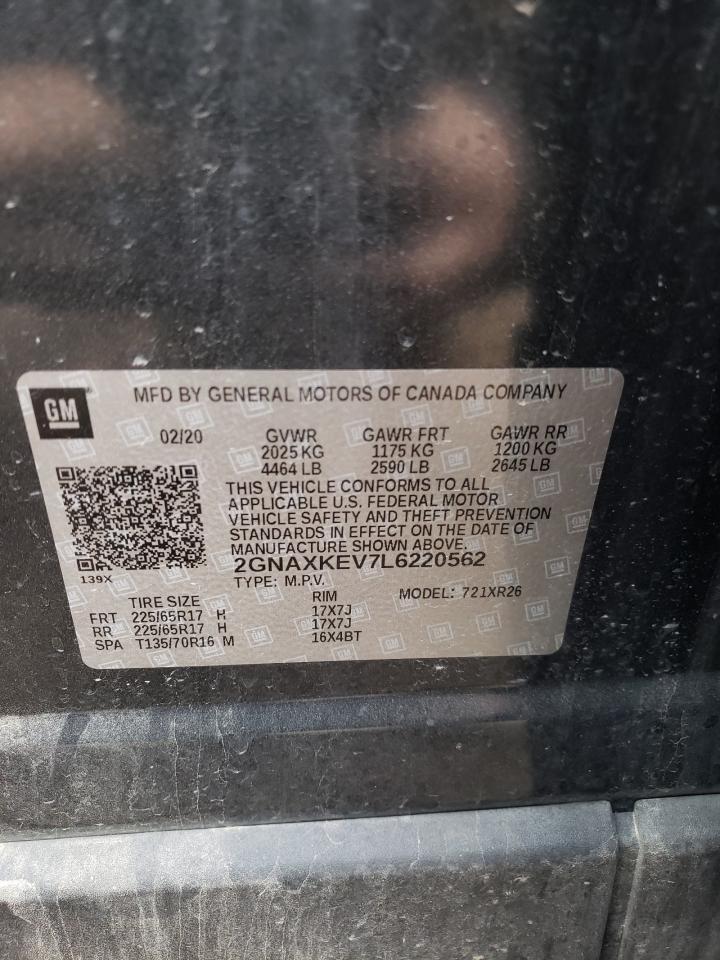 GM
MFD BY GENERAL MOTORS OF CANADA COMPANY
02/20 GVWR GAWR FRT GAWR RR
2025 KG 1175 KG 1200 KG
4464 LB 2590 LB 2645 LB
THIS VEHICLE CONFORMS TO ALL
APPLICABLE U.S. FEDERAL MOTOR
VEHICLE SAFETY AND THEFT PREVENTION
STANDARDS IN EFFECT ON THE DATE OF
MANUFACTURE SHOWN ABOVE.
139X
2GNAXKEV7L6220562
TYPE: M.P.V. MODEL: 721XR26
TIRE SIZE RIM
FRT 225/65R17 H 17X7J
RR 225/65R17 H 17X7J
SPA T135/70R16 M 16X4BT